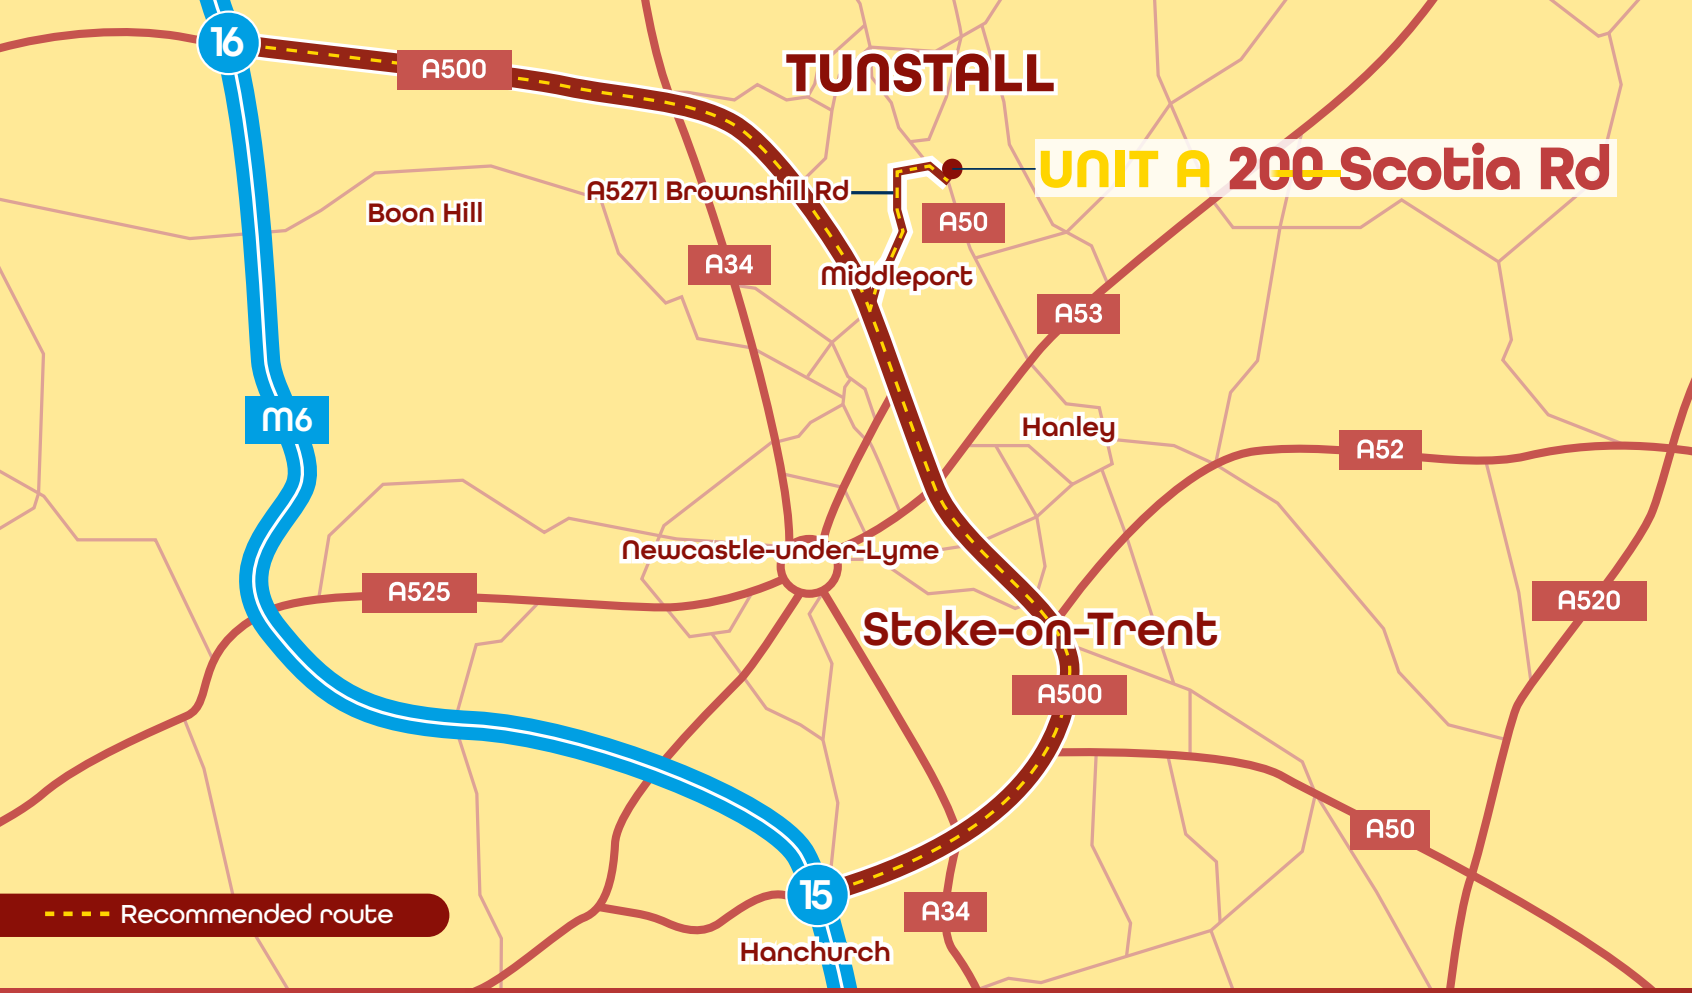 16
A500
TUNSTALL
UNIT A 200 Scotia Rd
A5271 Brownshill Rd
Boon Hill
A50
A34
Middleport
A53
M6
Hanley
A52
Newcastle-under-Lyme
A525
A520
Stoke-on-Trent
A500
A50
15
A34
Recommended route
Hanchurch